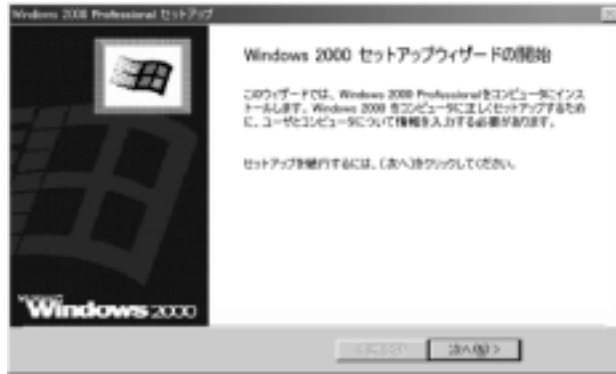 Windows 2000 Professional セットアップ
Windows 2000 セットアップウィザードの開始
このウィザードでは、Windows 2000 Professionalをコンピュータにインス
トールします。Windows 2000 をコンピュータに正しくセットアップするため
に、ユーザとコンピュータについて情報を入力する必要があります。
セットアップを続行するには、[次へ]をクリックしてください。
Windows 2000
次へ(N) >